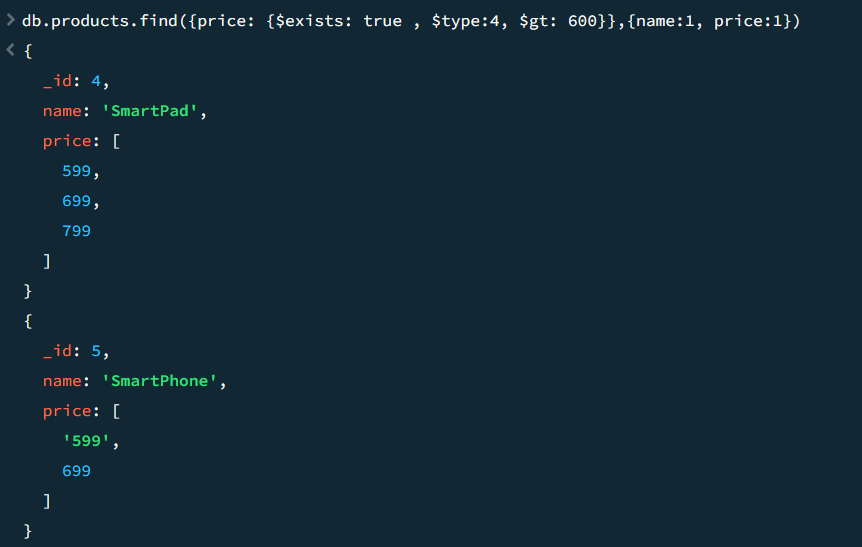 > db.products.find({price: {$exists: true , $type:4, $gt: 600}},{name:1, price:1})
< {
_id: 4,
name: 'SmartPad',
price: [
599,
699,
799
]
}
{
_id: 5,
name: 'SmartPhone',
price: [
'599',
699
]
}